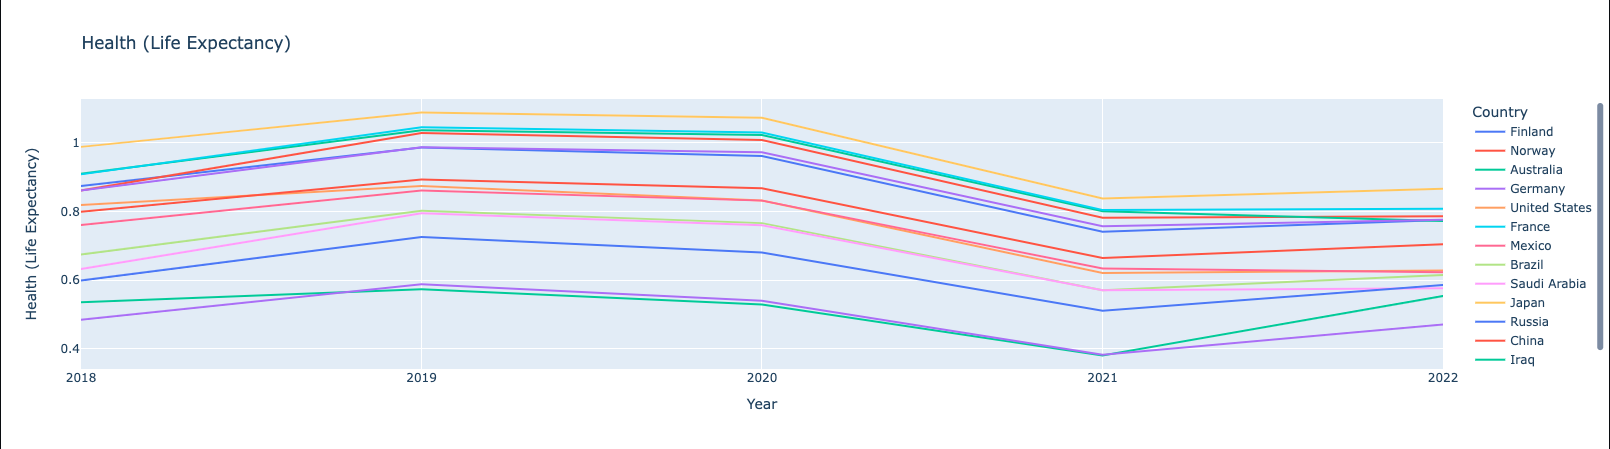 Health (Life Expectancy)
Health (Life Expectancy)
1
0.8
0.6
0.4
2018
2019
2020
2021
2022
Year
Country
Finland
Norway
Australia
Germany
United States
France
Mexico
Brazil
Saudi Arabia
Japan
Russia
China
Iraq